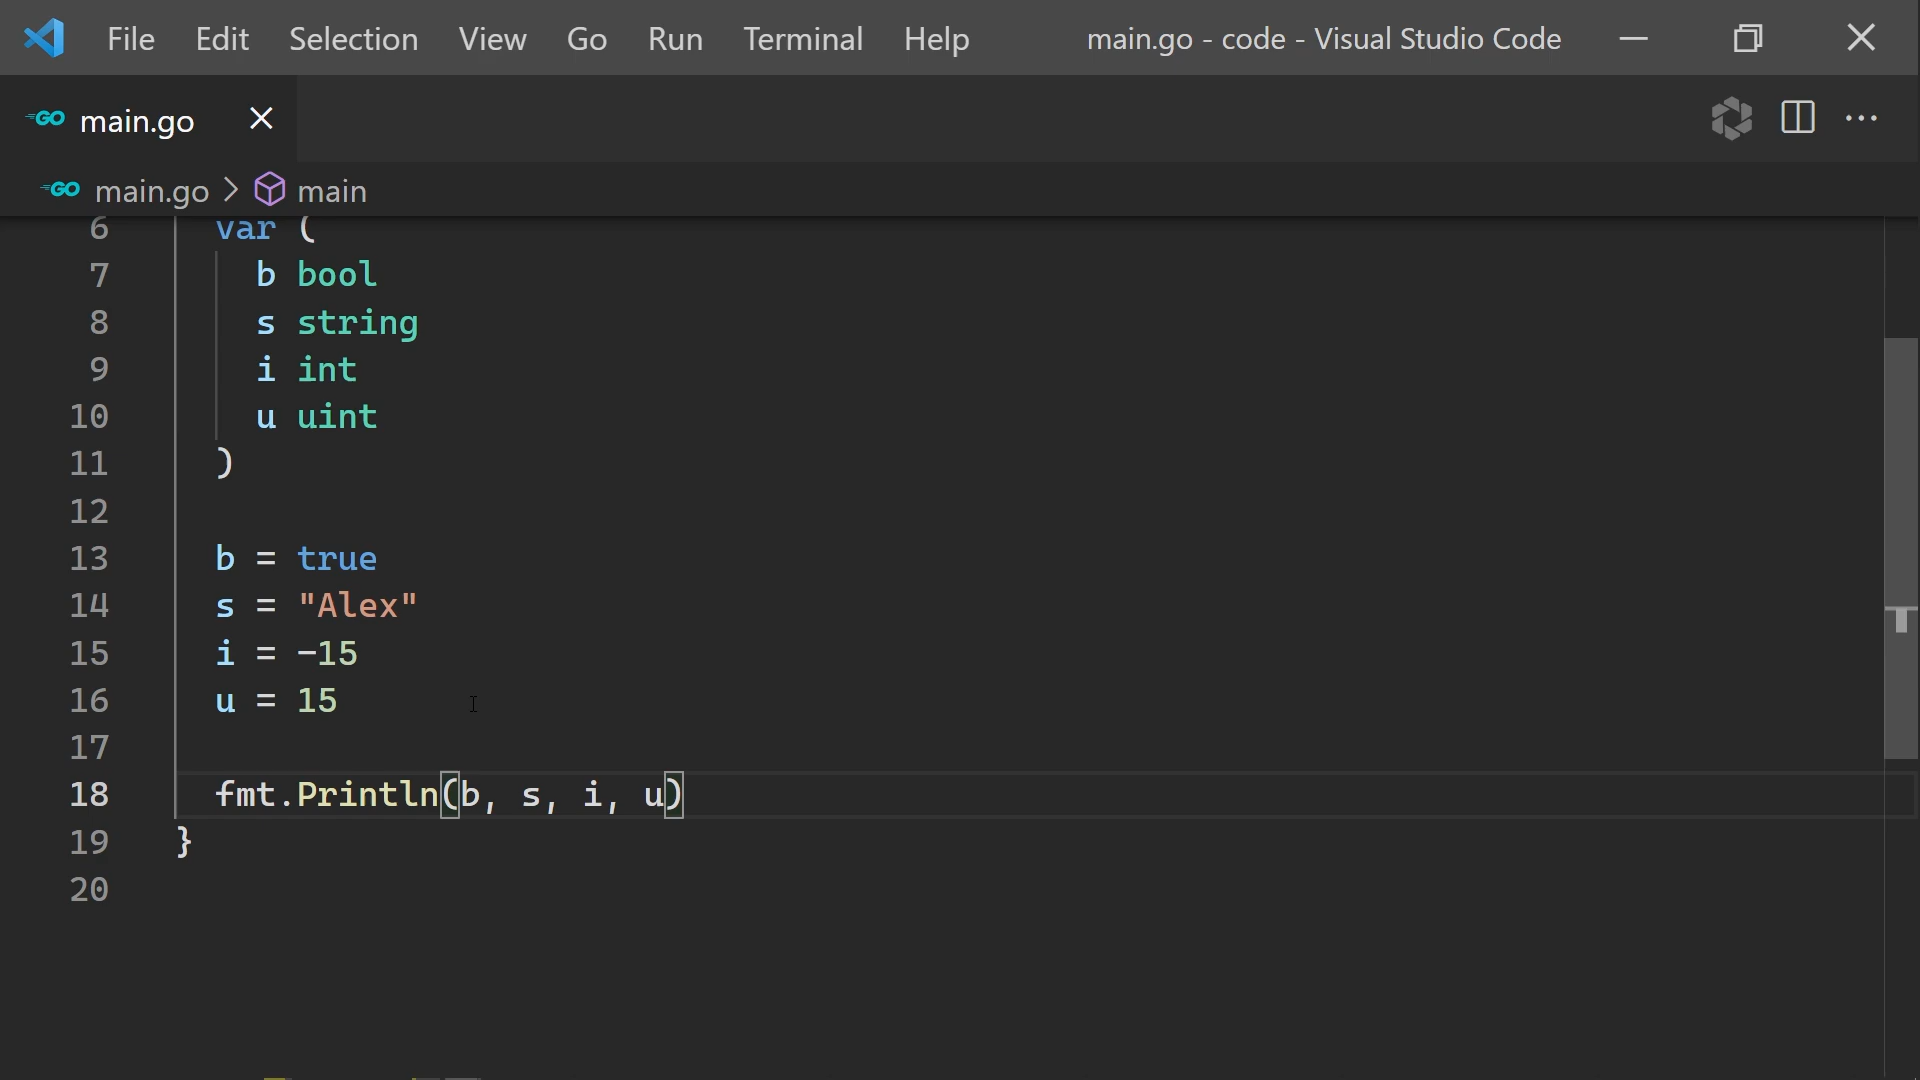 File Edit Selection View Go Run Terminal Help main.go - code - Visual Studio Code
GO main.go
GO main.go > main
6 var (
7 b bool
8 s string
9 i int
10 u uint
11 )
12
13 b = true
14 s = "Alex"
15 i = -15
16 u = 15
17
18 fmt.Println(b, s, i, u)
19 }
20